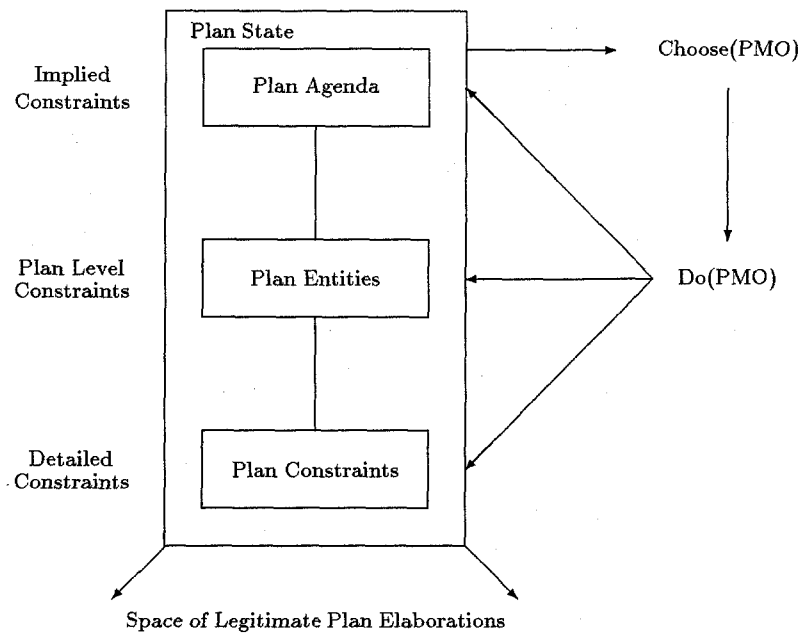 Plan State
Choose(PMO)
Implied
Constraints
Plan Agenda
Plan Level
Constraints
Plan Entities
Do(PMO)
Detailed
Constraints
Plan Constraints
Space of Legitimate Plan Elaborations